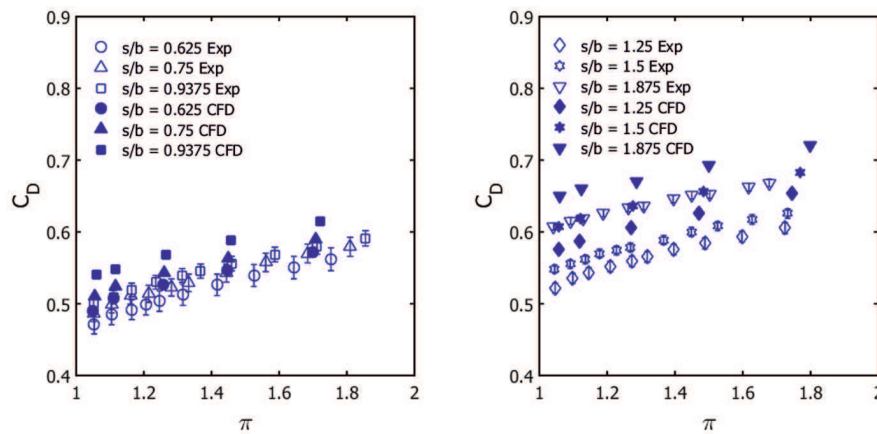 0.9
0.8
0.7
0.6
0.5
0.4
C_D
s/b = 0.625 Exp
s/b = 0.75 Exp
s/b = 0.9375 Exp
s/b = 0.625 CFD
s/b = 0.75 CFD
s/b = 0.9375 CFD
1
1.2
1.4
1.6
1.8
2
π
0.9
0.8
0.7
0.6
0.5
0.4
C_D
s/b = 1.25 Exp
s/b = 1.5 Exp
s/b = 1.875 Exp
s/b = 1.25 CFD
s/b = 1.5 CFD
s/b = 1.875 CFD
1
1.2
1.4
1.6
1.8
2
π